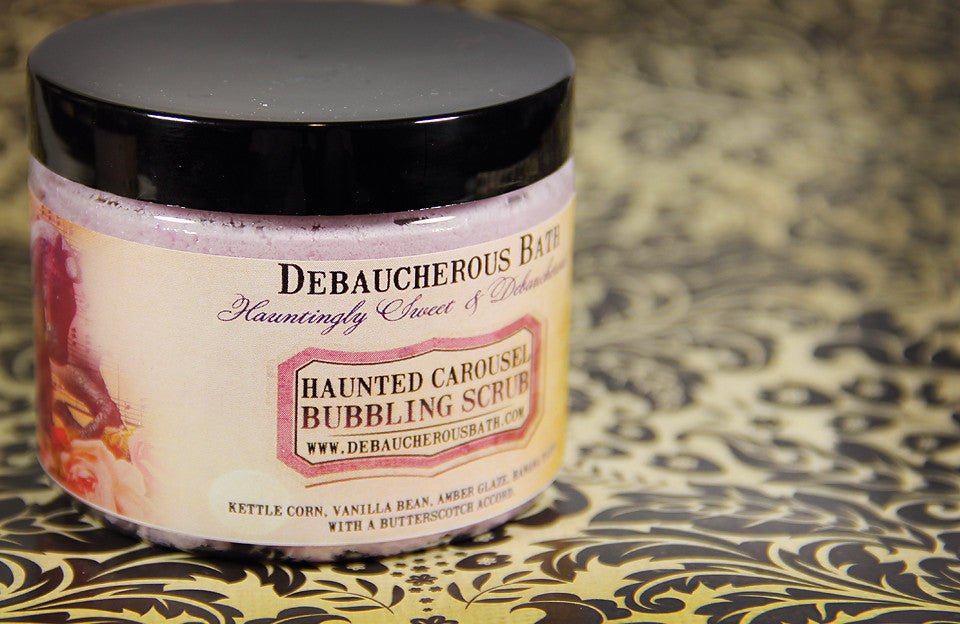 DEBAUCHEROUS BATH
Hauntingly Sweet &
HAUNTED CAROUSEL
BUBBLING SCRUB
WWW.DEBAUCHEROUSBATH.COM
KETTLE CORN, VANILLA BEAN, AMBER GLAZE,
WITH A BUTTERSCOTCH ACCORD.